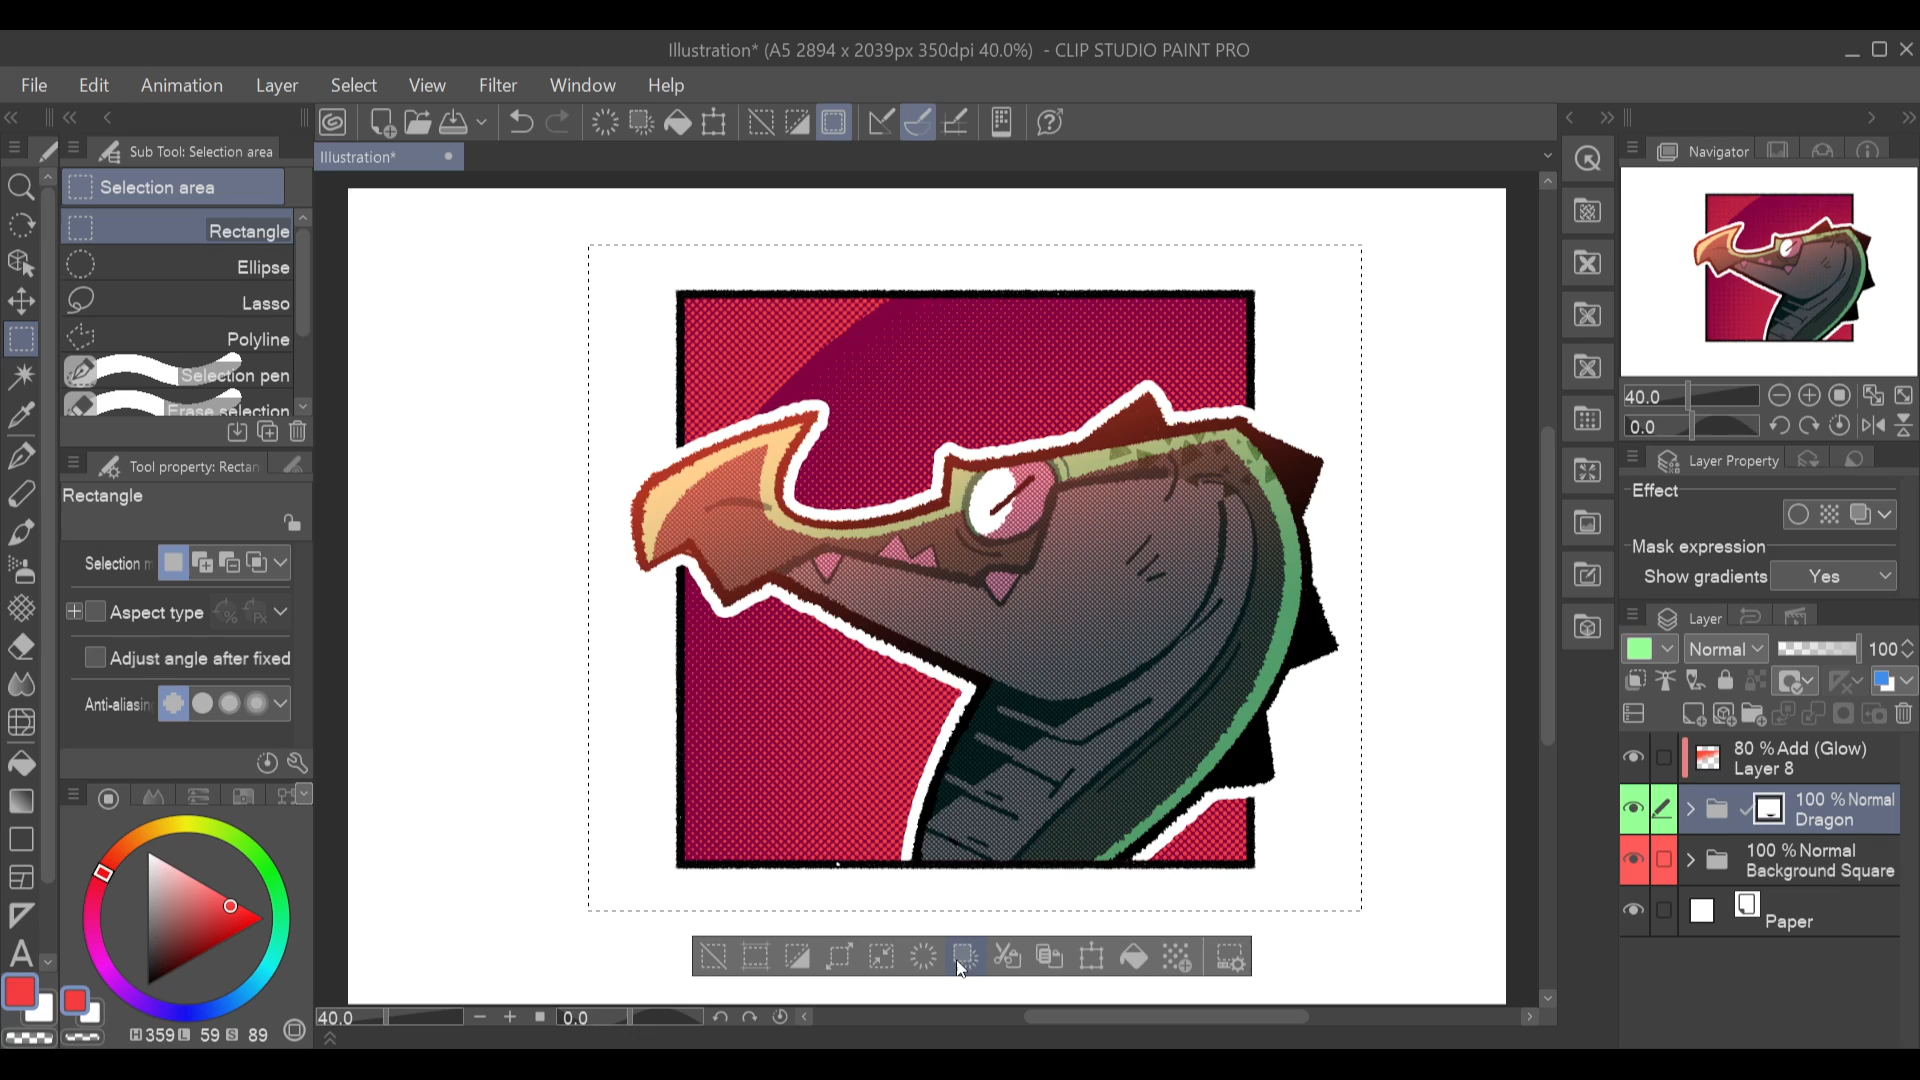 Illustration* (A5 2894 x 2039px 350dpi 40.0%) - CLIP STUDIO PAINT PRO
File Edit Animation Layer Select View Filter Window Help
Sub Tool: Selection area
Illustration*
Navigator
Selection area
Rectangle
Ellipse
Lasso
Polyline
Selection pen
Erase selection
Tool property: Rectan
Rectangle
Selection m
Aspect type
Adjust angle after fixed
Anti-aliasin
H 359 L 59 S 89
40.0
0.0
40.0
0.0
Layer Property
Effect
Mask expression
Show gradients Yes
Layer
Normal 100
80 % Add (Glow)
Layer 8
100 % Normal
Dragon
100 % Normal
Background Square
Paper